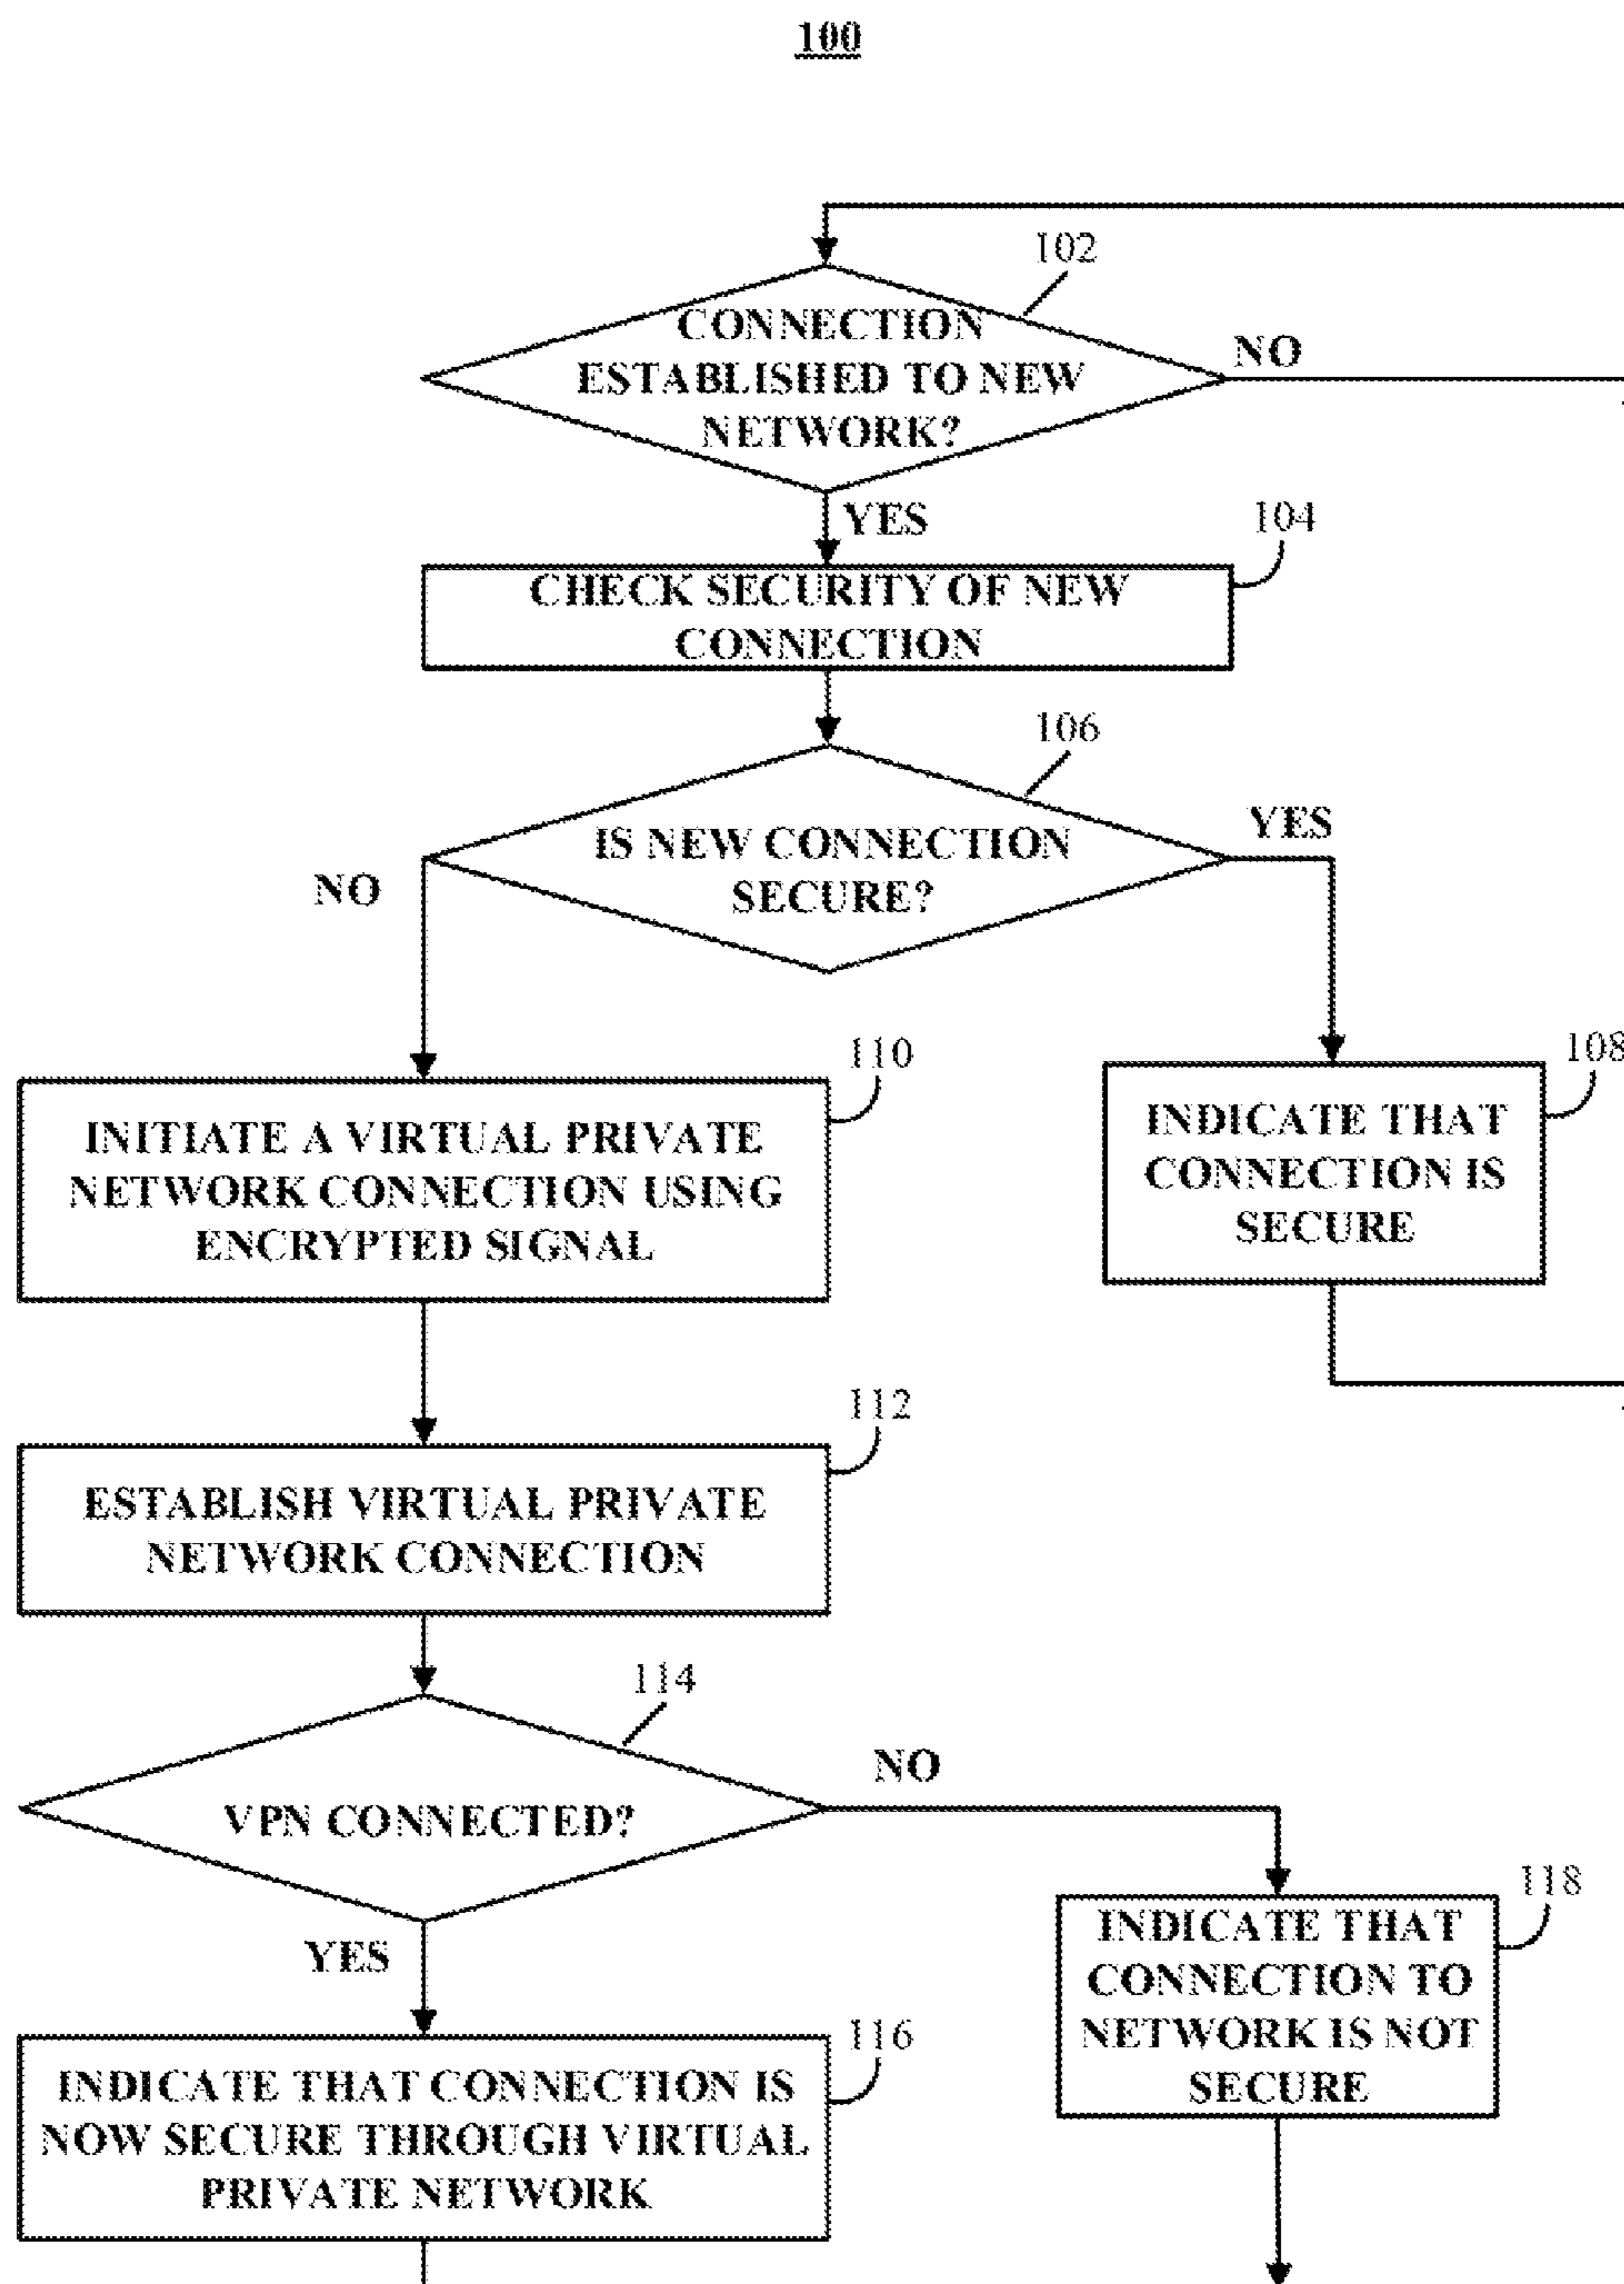 100
102
CONNECTION
ESTABLISHED TO NEW
NETWORK?
NO
YES
104
CHECK SECURITY OF NEW
CONNECTION
106
IS NEW CONNECTION
SECURE?
YES
NO
110
INITIATE A VIRTUAL PRIVATE
NETWORK CONNECTION USING
ENCRYPTED SIGNAL
108
INDICATE THAT
CONNECTION IS
SECURE
112
ESTABLISH VIRTUAL PRIVATE
NETWORK CONNECTION
114
VPN CONNECTED?
NO
YES
118
INDICATE THAT
CONNECTION TO
NETWORK IS NOT
SECURE
116
INDICATE THAT CONNECTION IS
NOW SECURE THROUGH VIRTUAL
PRIVATE NETWORK